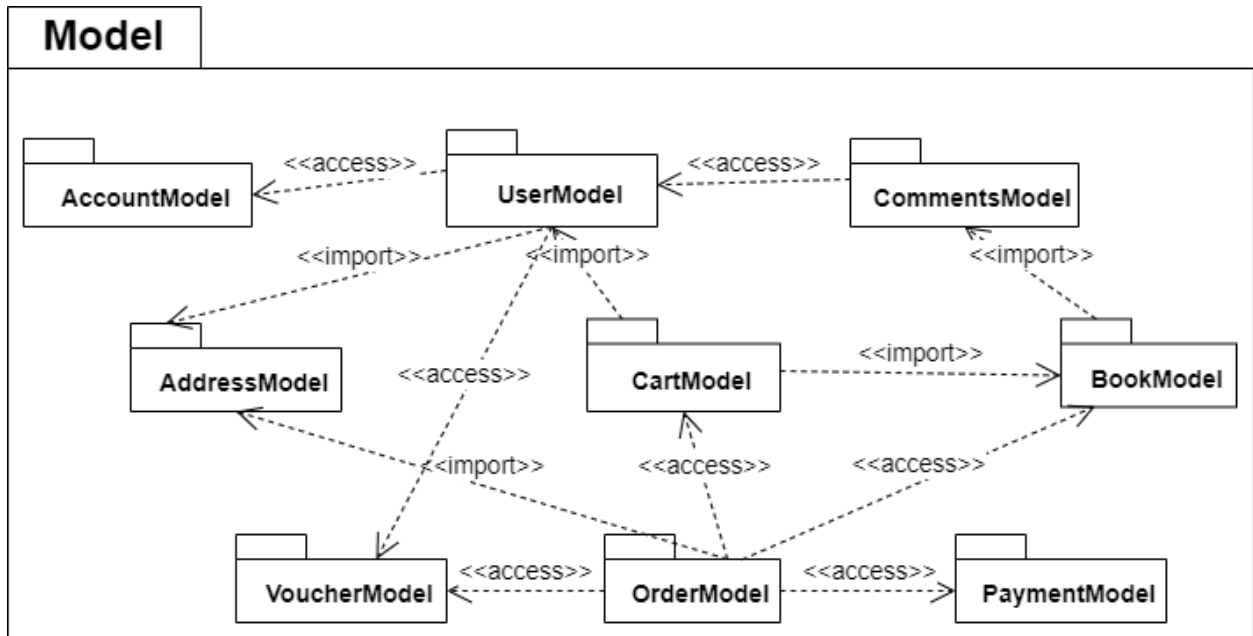 Model
<<access>>
<<access>>
AccountModel
UserModel
CommentsModel
<<import>>
<<import>>
<<import>>
<<import>>
<<access>>
AddressModel
CartModel
BookModel
<<import>>
<<access>>
<<access>>
<<access>>
<<access>>
VoucherModel
OrderModel
PaymentModel